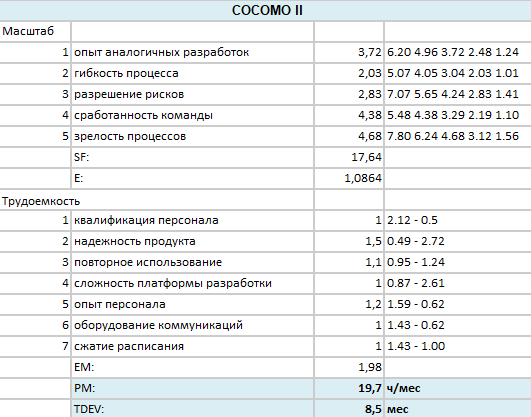 COCOMO II
Масштаб
1 опыт аналогичных разработок 3,72 6.20 4.96 3.72 2.48 1.24
2 гибкость процесса 2,03 5.07 4.05 3.04 2.03 1.01
3 разрешение рисков 2,83 7.07 5.65 4.24 2.83 1.41
4 сработанность команды 4,38 5.48 4.38 3.29 2.19 1.10
5 зрелость процессов 4,68 7.80 6.24 4.68 3.12 1.56
SF: 17,64
E: 1,0864
Трудоемкость
1 квалификация персонала 1 2.12 - 0.5
2 надежность продукта 1,5 0.49 - 2.72
3 повторное использование 1,1 0.95 - 1.24
4 сложность платформы разработки 1 0.87 - 2.61
5 опыт персонала 1,2 1.59 - 0.62
6 оборудование коммуникаций 1 1.43 - 0.62
7 сжатие расписания 1 1.43 - 1.00
EM: 1,98
PM: 19,7 ч/мес
TDEV: 8,5 мес